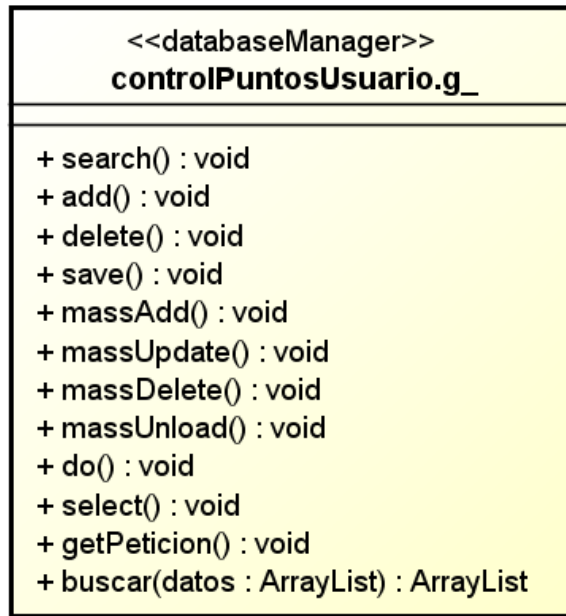 <<databaseManager>>
controlPuntosUsuario.g_
+ search() : void
+ add() : void
+ delete() : void
+ save() : void
+ massAdd() : void
+ massUpdate() : void
+ massDelete() : void
+ massUnload() : void
+ do() : void
+ select() : void
+ getPeticion() : void
+ buscar(datos : ArrayList) : ArrayList